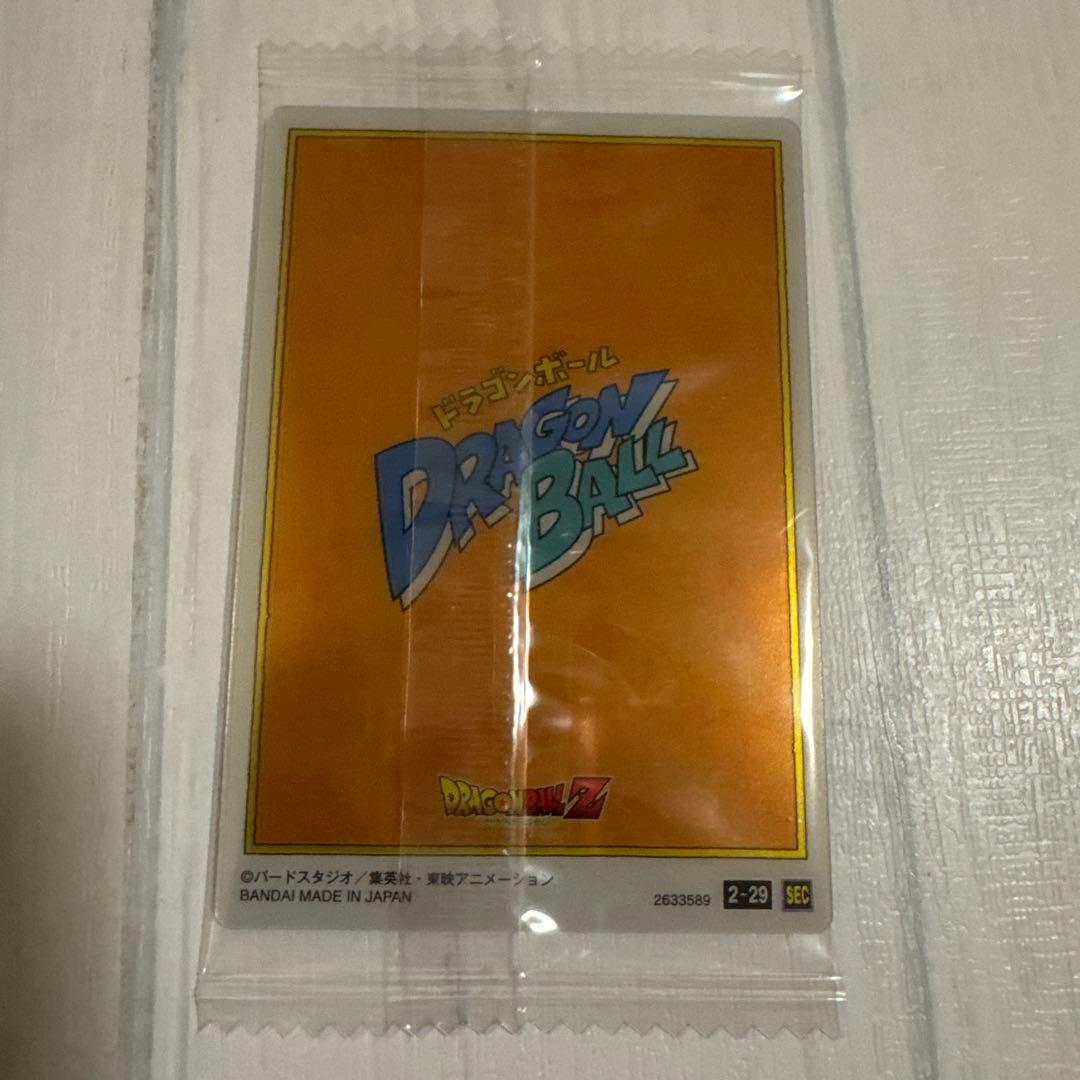 ドラゴンボール
DRAGON
BALL
DRAGON BALL Z
©バードスタジオ／集英社・東映アニメーション
BANDAI MADE IN JAPAN
2633589 2-29 SEC